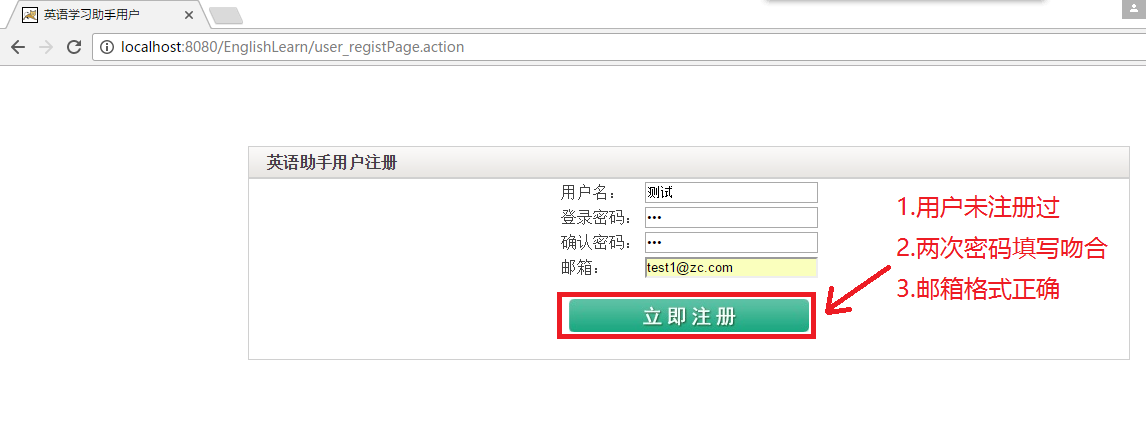 英语学习助手用户
localhost:8080/EnglishLearn/user_registPage.action
英语助手用户注册
用户名： 测试
登录密码： •••
确认密码： •••
邮箱： test1@zc.com
立即注册
1.用户未注册过
2.两次密码填写吻合
3.邮箱格式正确